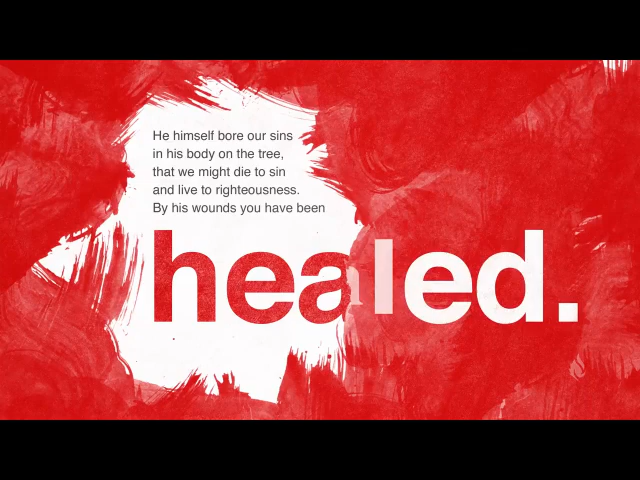 He himself bore our sins
in his body on the tree,
that we might die to sin
and live to righteousness.
By his wounds you have been
healed.